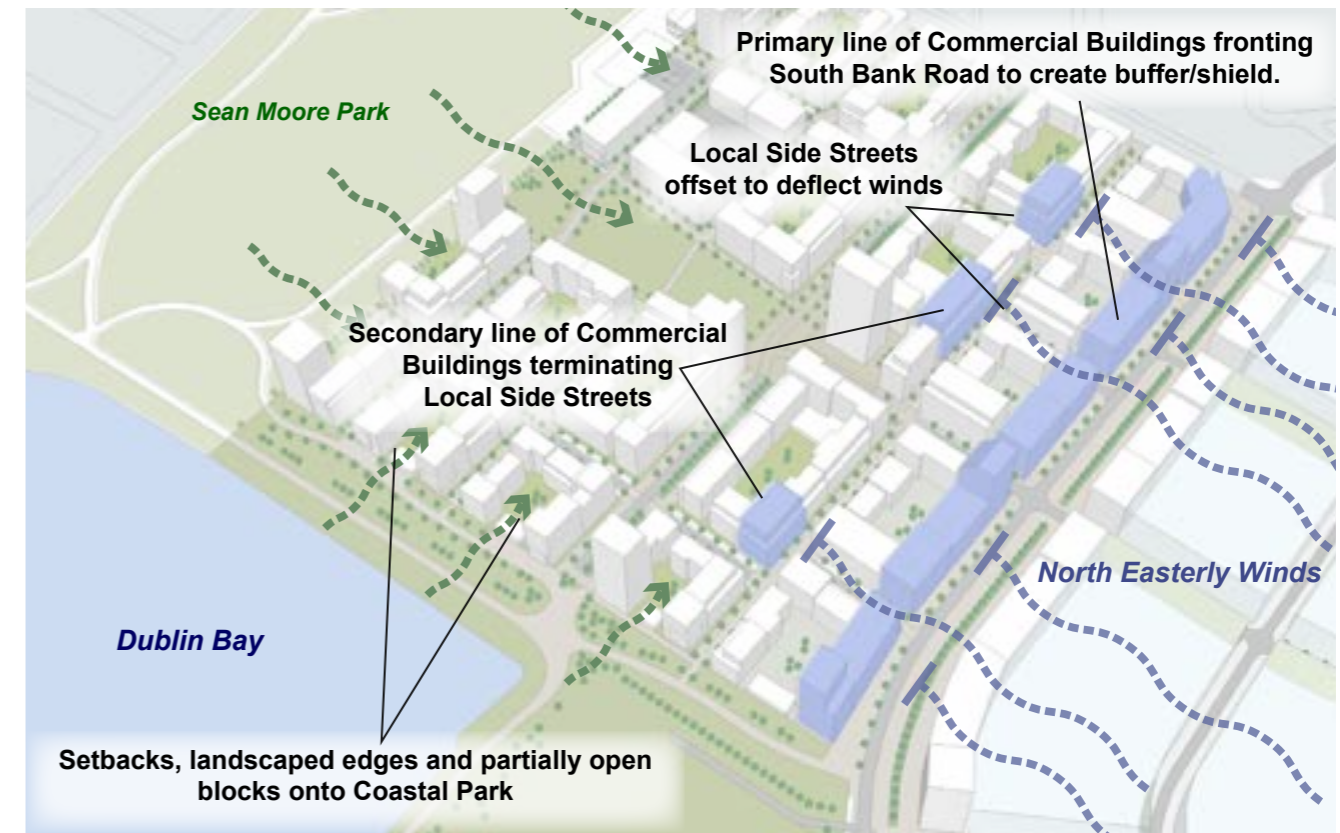 Primary line of Commercial Buildings fronting
South Bank Road to create buffer/shield.
Sean Moore Park
Local Side Streets
offset to deflect winds
Secondary line of Commercial
Buildings terminating
Local Side Streets
North Easterly Winds
Dublin Bay
Setbacks, landscaped edges and partially open
blocks onto Coastal Park